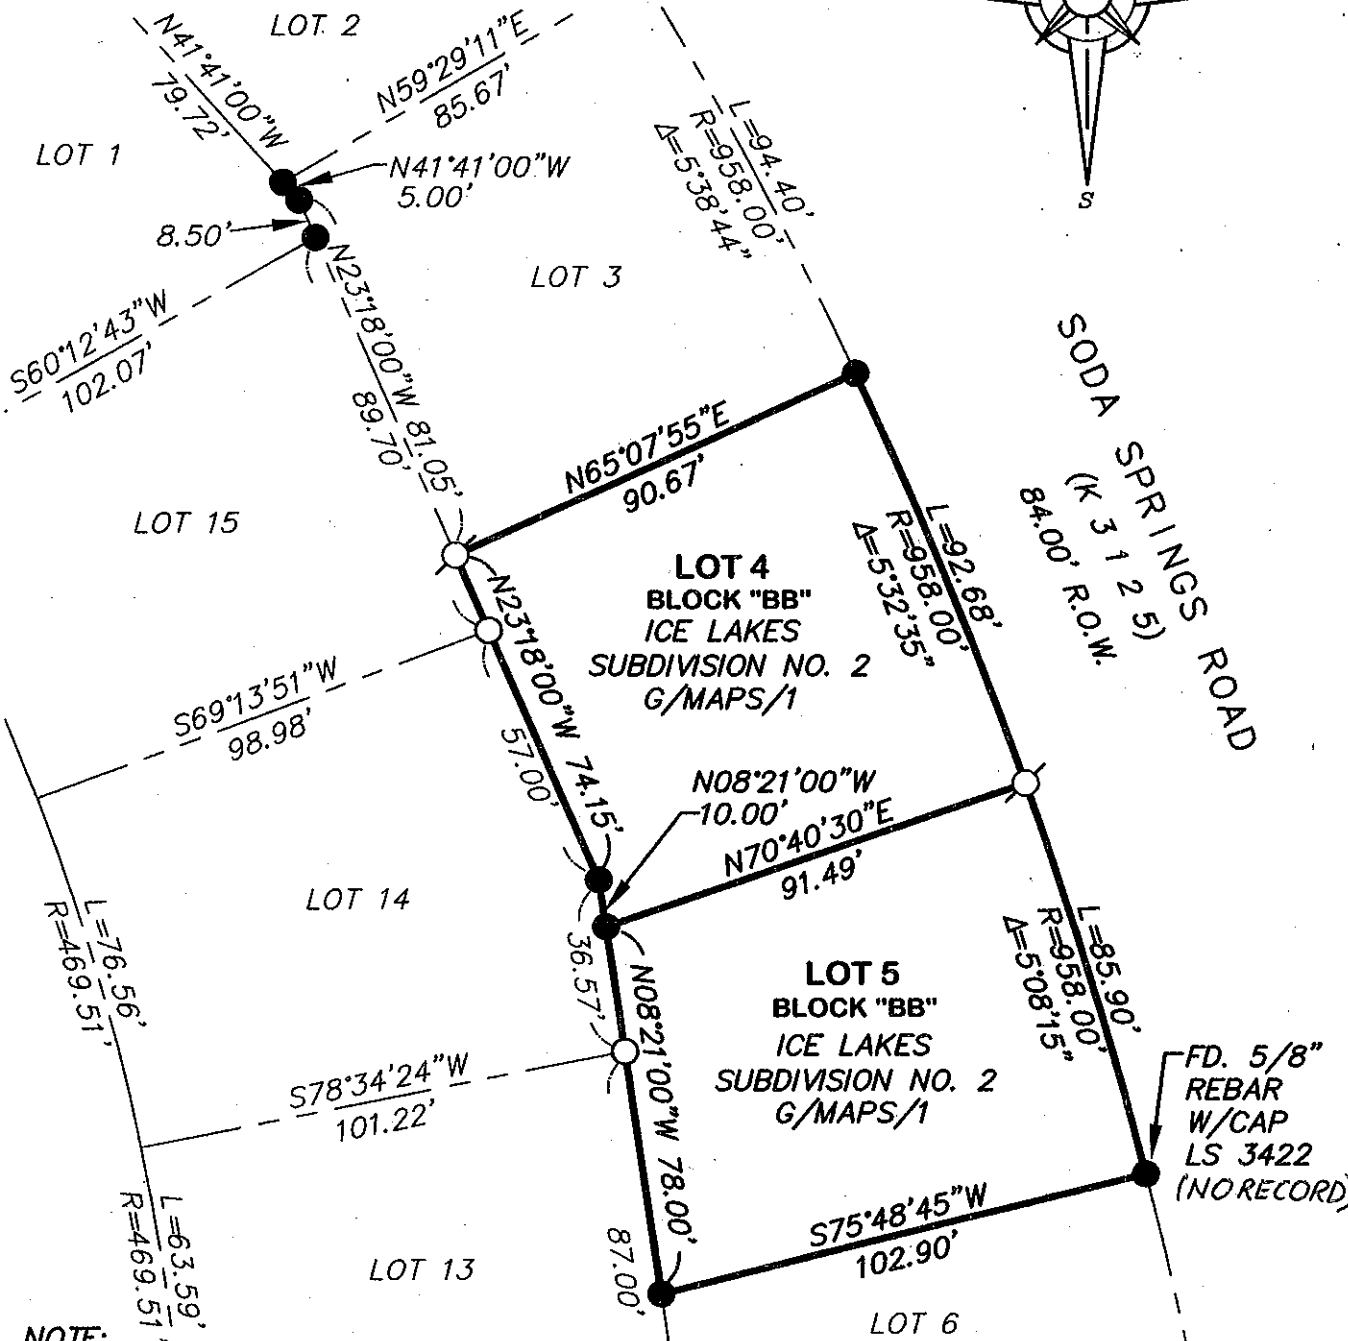 LOT 2
N41°41'00"W
79.72'
N59°29'11"E
85.67'
LOT 1
N41°41'00"W
5.00'
8.50'
L=94.40'
R=958.00'
Δ=5°38'44"
S
LOT 3
S60°12'43"W
102.07'
N23°18'00"W 81.05'
89.70'
SODA SPRINGS ROAD
(K 3 1 2 5)
84.00' R.O.W.
N65°07'55"E
90.67'
LOT 15
L=92.68'
R=958.00'
Δ=5°32'35"
LOT 4
BLOCK "BB"
ICE LAKES
SUBDIVISION NO. 2
G/MAPS/1
N23°18'00"W 74.15'
57.00'
S69°13'51"W
98.98'
N08°21'00"W
10.00'
N70°40'30"E
91.49'
LOT 14
L=76.56'
R=469.51'
36.57'
N08°21'00"W 78.00'
87.00'
LOT 5
BLOCK "BB"
ICE LAKES
SUBDIVISION NO. 2
G/MAPS/1
L=85.90'
R=958.00'
Δ=5°08'15"
FD. 5/8"
REBAR
W/CAP
LS 3422
(NO RECORD)
S78°34'24"W
101.22'
S75°48'45"W
102.90'
L=63.59'
R=469.51'
LOT 13
LOT 6
NOTE: